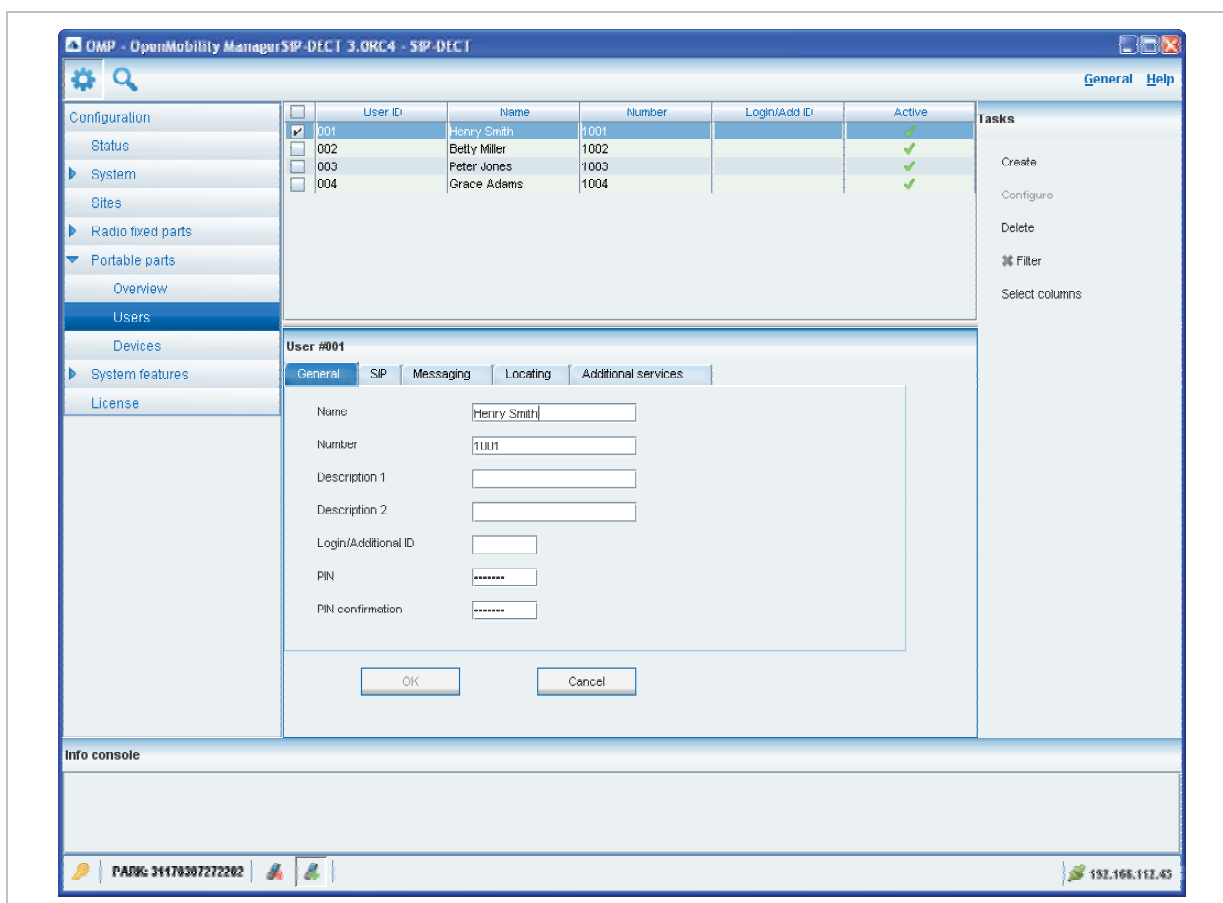 OMP - OpenMobility ManagerSIP-DECT 3.0RC4 - SIP-DECT
General Help
Configuration
Status
System
Sites
Radio fixed parts
Portable parts
Overview
Users
Devices
System features
License
User ID Name Number Login/Add ID Active
001 Henry Smith 1001
002 Betty Miller 1002
003 Peter Jones 1003
004 Grace Adams 1004
Tasks
Create
Configure
Delete
Filter
Select columns
User #001
General SIP Messaging Locating Additional services
Name Henry Smith
Number 1001
Description 1
Description 2
Login/Additional ID
PIN -------
PIN confirmation -------
OK Cancel
Info console
PARK: 31170307272202 192.168.112.43